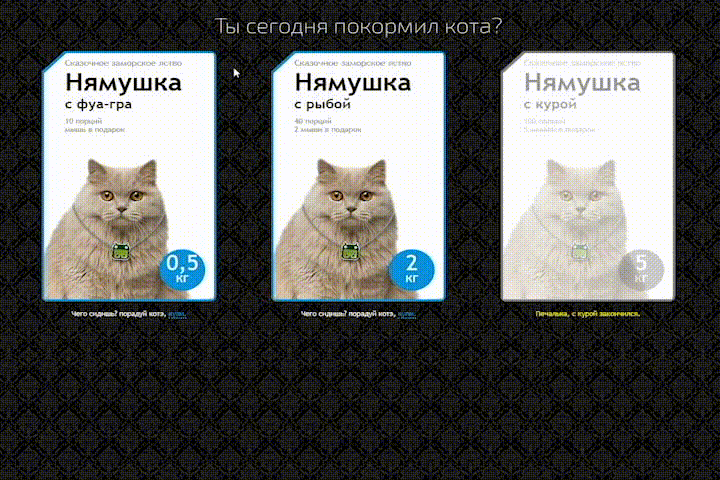 Ты сегодня покормил кота?
Сказочное заморское яство
Нямушка
с фуа-гра
10 порций
мышь в подарок
0,5
кг
Чего сидишь? порадуй котэ, купи.
Сказочное заморское яство
Нямушка
с рыбой
40 порций
2 мыши в подарок
2
кг
Чего сидишь? порадуй котэ, купи.
Сказочное заморское яство
Нямушка
с курой
100 порций
5 мышей в подарок
5
кг
Печалька, с курой закончился.